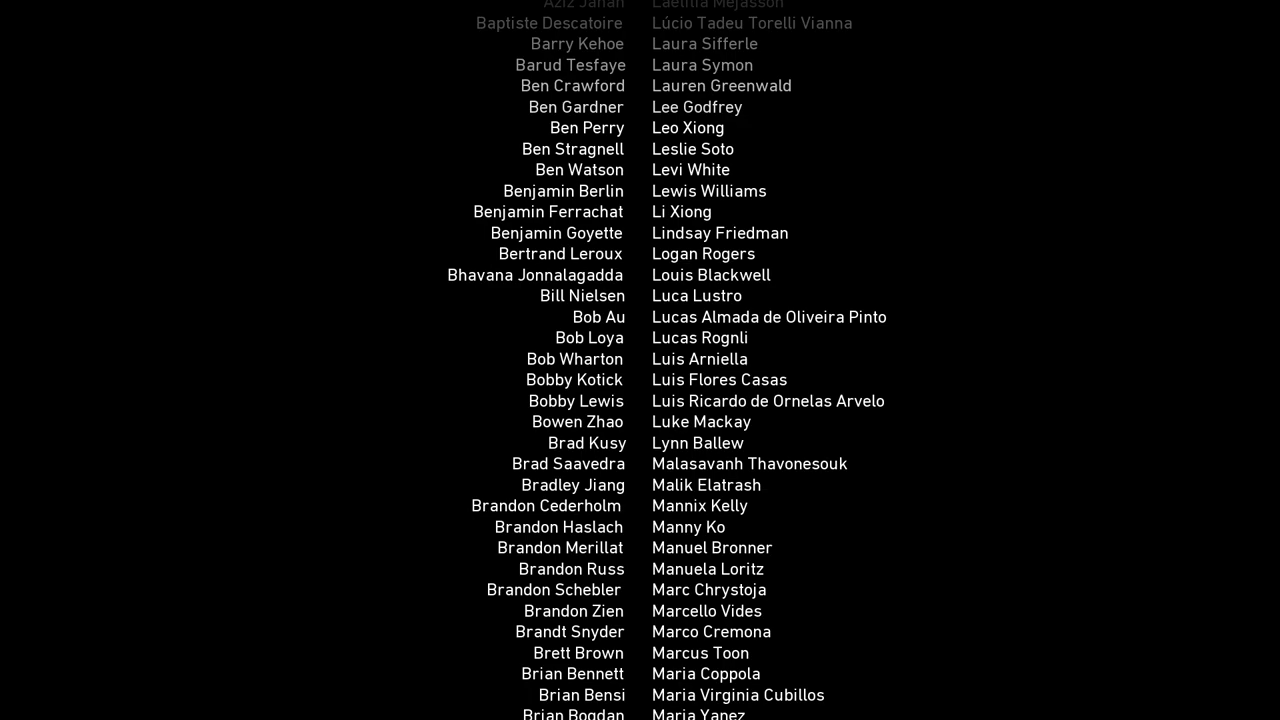 Aziz Jahan Laetitia Mejasson
Baptiste Descatoire Lúcio Tadeu Torelli Vianna
Barry Kehoe Laura Sifferle
Barud Tesfaye Laura Symon
Ben Crawford Lauren Greenwald
Ben Gardner Lee Godfrey
Ben Perry Leo Xiong
Ben Stragnell Leslie Soto
Ben Watson Levi White
Benjamin Berlin Lewis Williams
Benjamin Ferrachat Li Xiong
Benjamin Goyette Lindsay Friedman
Bertrand Leroux Logan Rogers
Bhavana Jonnalagadda Louis Blackwell
Bill Nielsen Luca Lustro
Bob Au Lucas Almada de Oliveira Pinto
Bob Loya Lucas Rognli
Bob Wharton Luis Arniella
Bobby Kotick Luis Flores Casas
Bobby Lewis Luis Ricardo de Ornelas Arvelo
Bowen Zhao Luke Mackay
Brad Kusy Lynn Ballew
Brad Saavedra Malasavanh Thavonesouk
Bradley Jiang Malik Elatrash
Brandon Cederholm Mannix Kelly
Brandon Haslach Manny Ko
Brandon Merillat Manuel Bronner
Brandon Russ Manuela Loritz
Brandon Schebler Marc Chrystoja
Brandon Zien Marcello Vides
Brandt Snyder Marco Cremona
Brett Brown Marcus Toon
Brian Bennett Maria Coppola
Brian Bensi Maria Virginia Cubillos
Brian Bogdan Maria Yanez